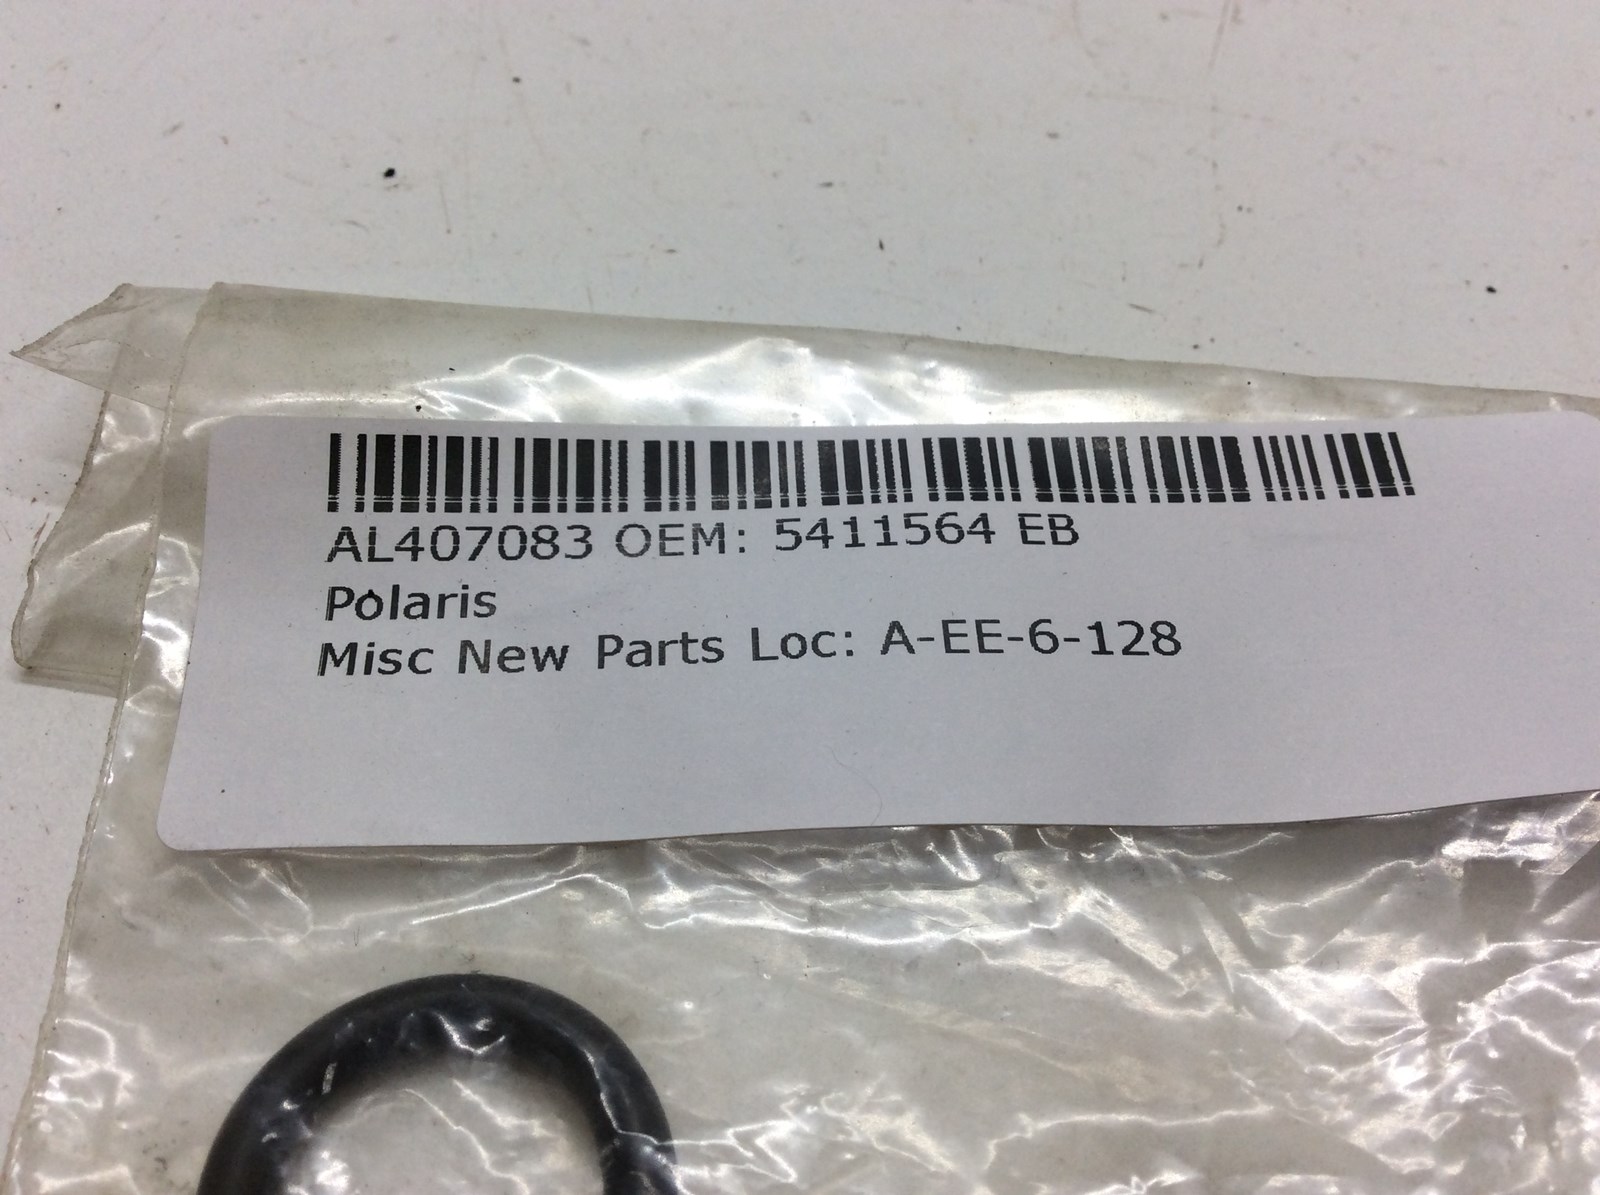 AL407083 OEM: 5411564 EB
Polaris
Misc New Parts Loc: A-EE-6-128